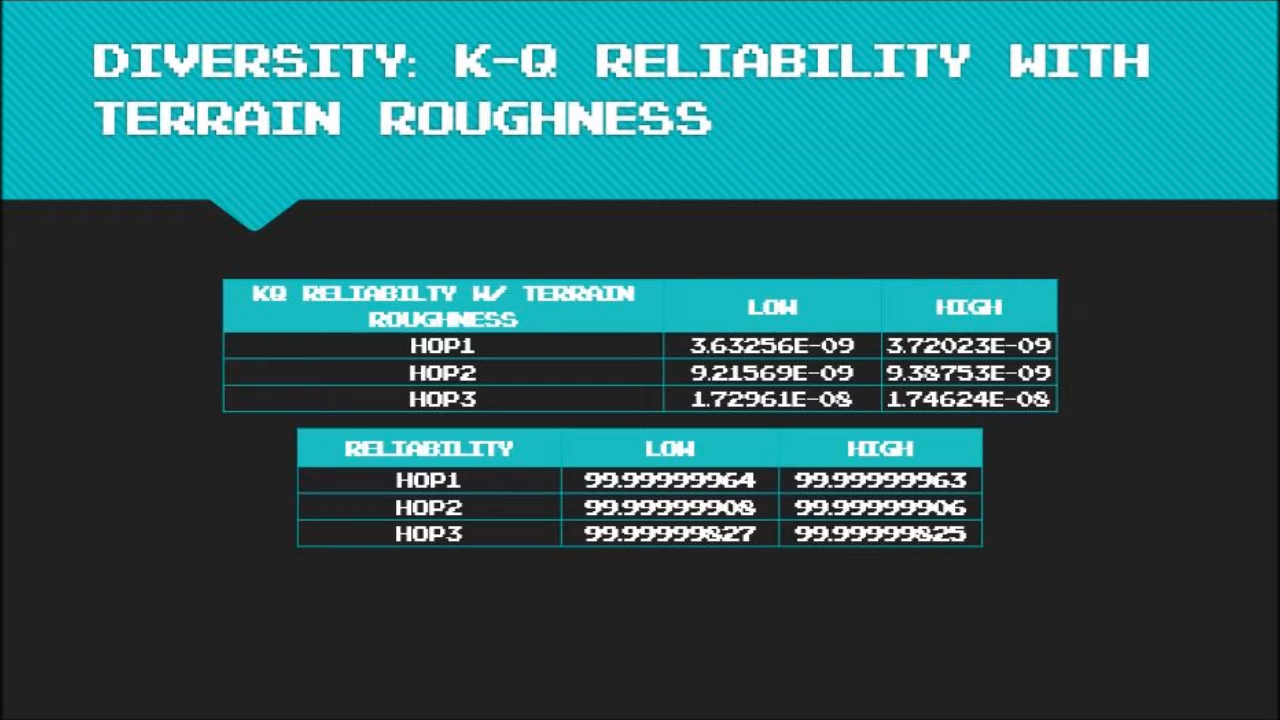 DIVERSITY: K-Q RELIABILITY WITH
TERRAIN ROUGHNESS
KQ RELIABILTY W/ TERRAIN
ROUGHNESS
LOW
HIGH
HOP1 3.63256E-09 3.72023E-09
HOP2 9.21569E-09 9.38753E-09
HOP3 1.72961E-08 1.74624E-08
RELIABILITY LOW HIGH
HOP1 99.99999964 99.99999963
HOP2 99.99999908 99.99999906
HOP3 99.99999827 99.99999825